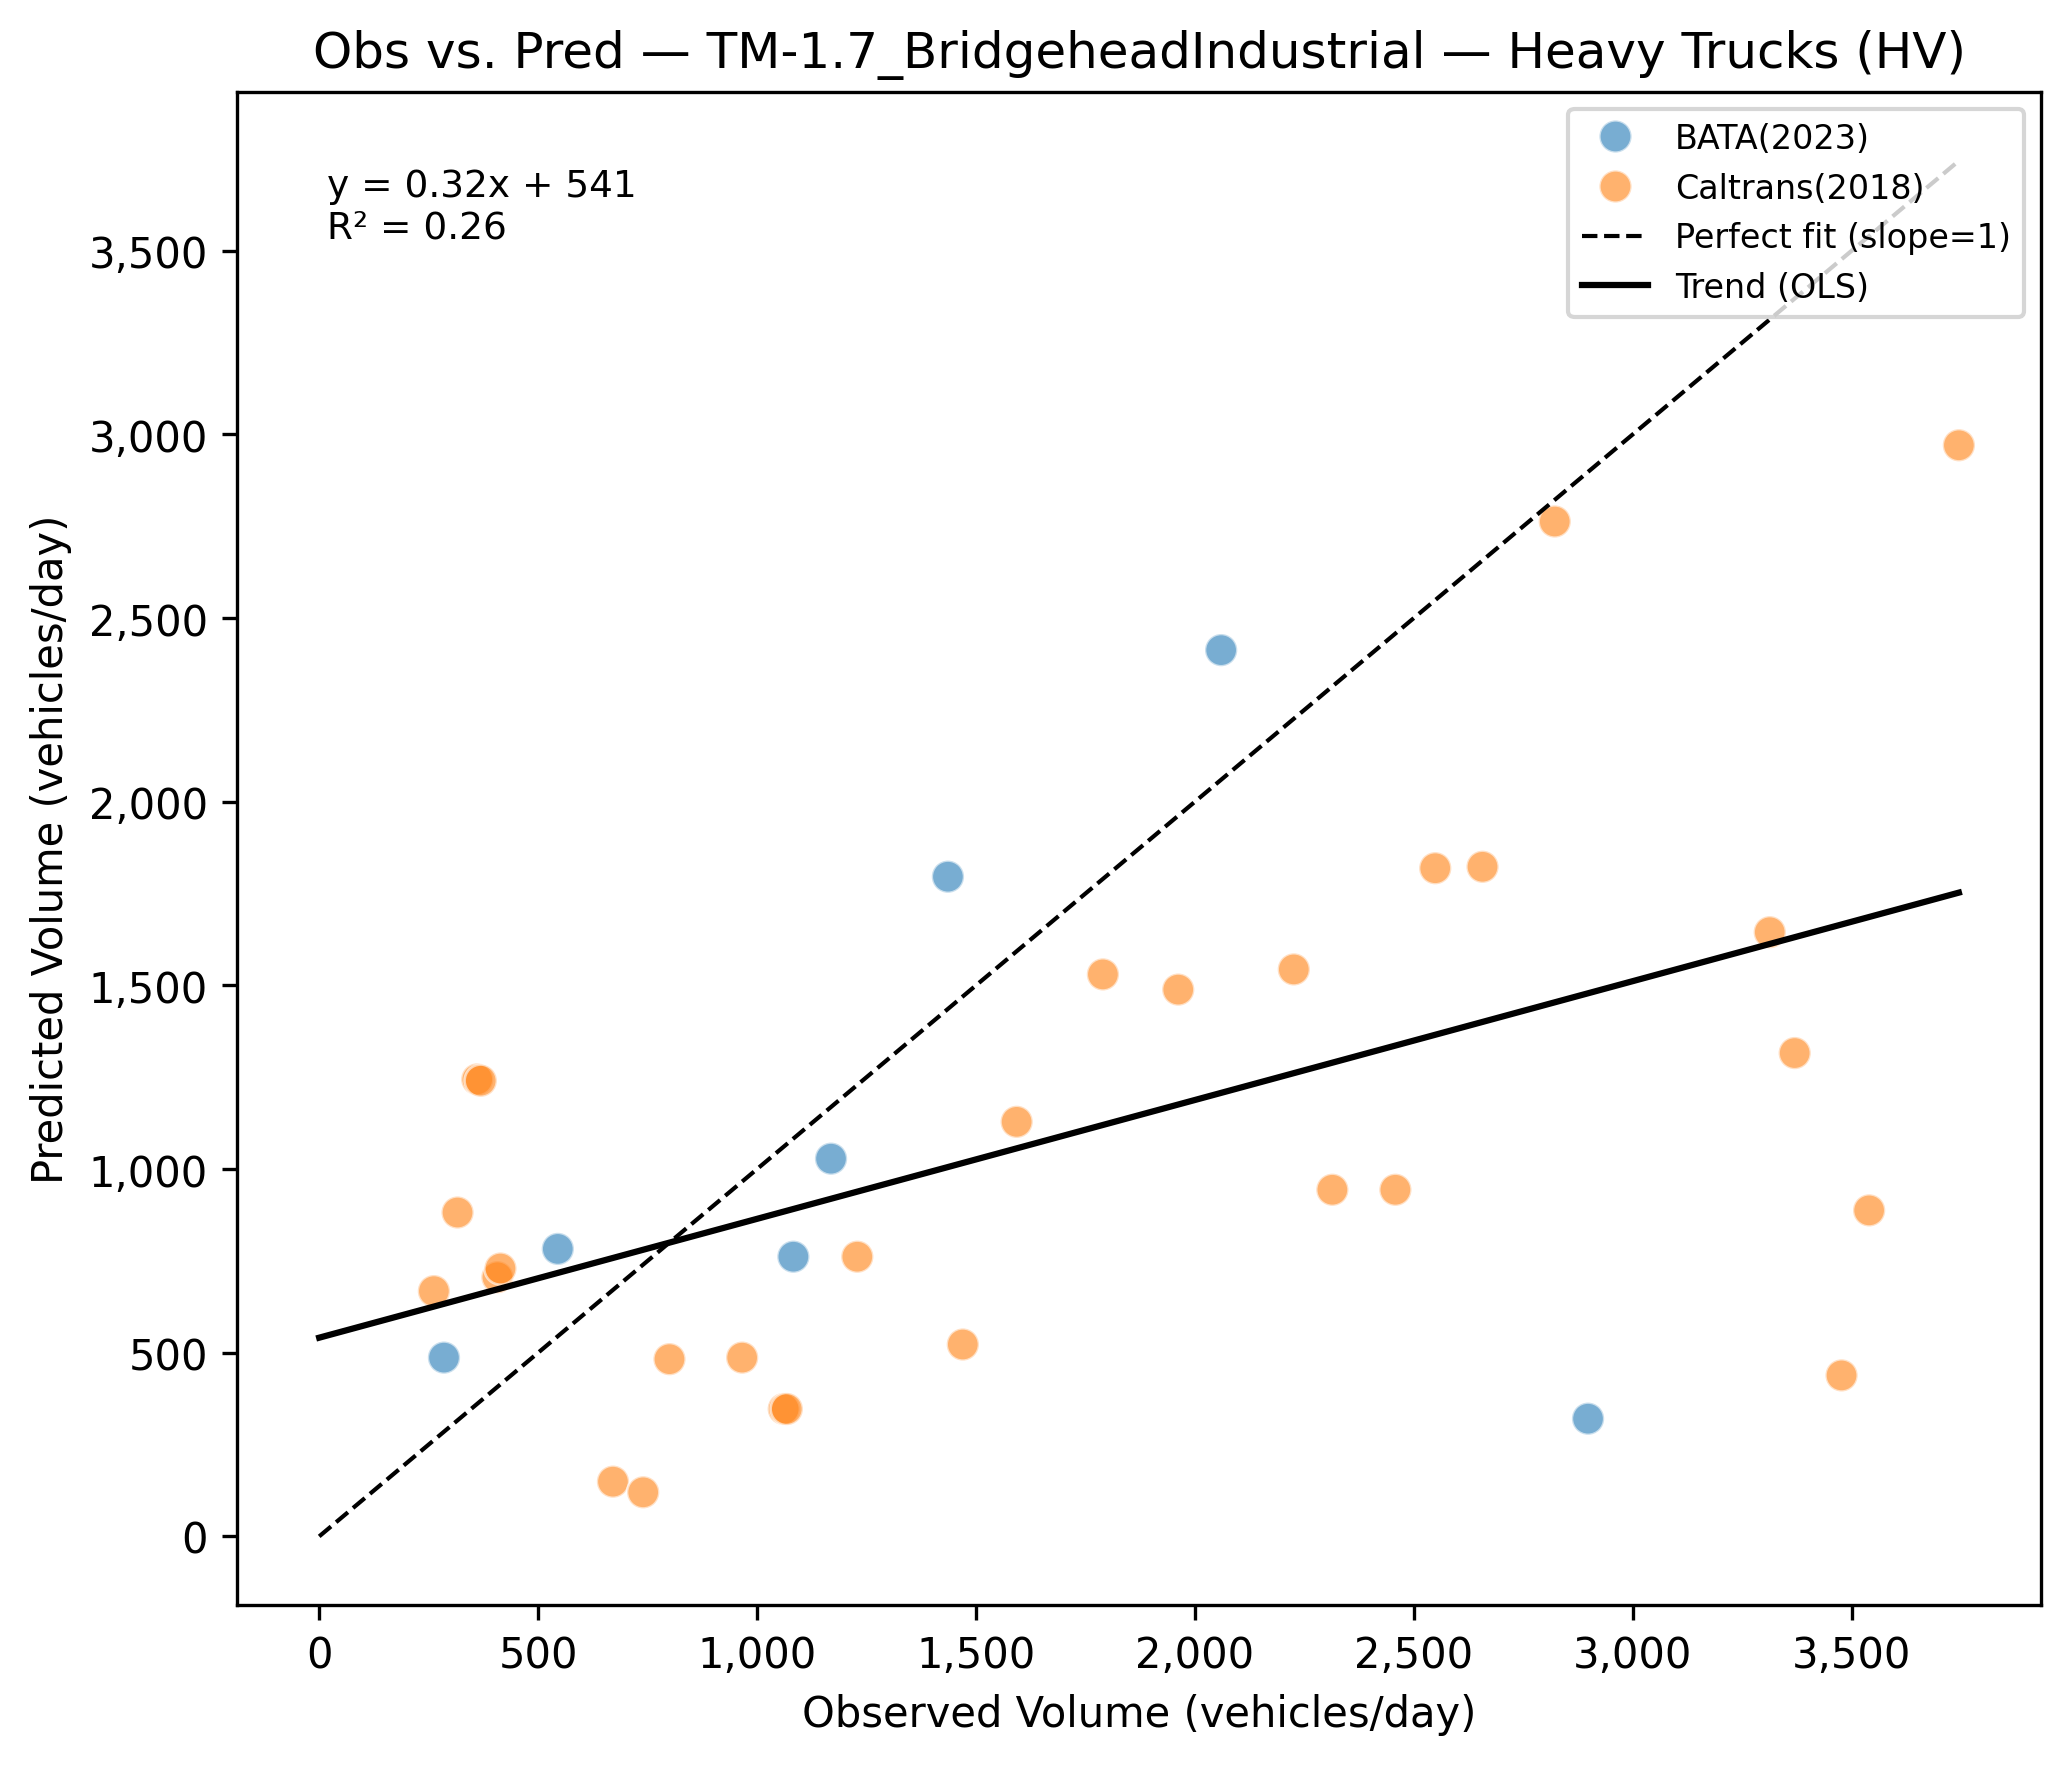 Obs vs. Pred — TM-1.7_BridgeheadIndustrial — Heavy Trucks (HV)
y = 0.32x + 541
R² = 0.26
BATA(2023)
Caltrans(2018)
Perfect fit (slope=1)
Trend (OLS)
Predicted Volume (vehicles/day)
3,500
3,000
2,500
2,000
1,500
1,000
500
0
0 500 1,000 1,500 2,000 2,500 3,000 3,500
Observed Volume (vehicles/day)